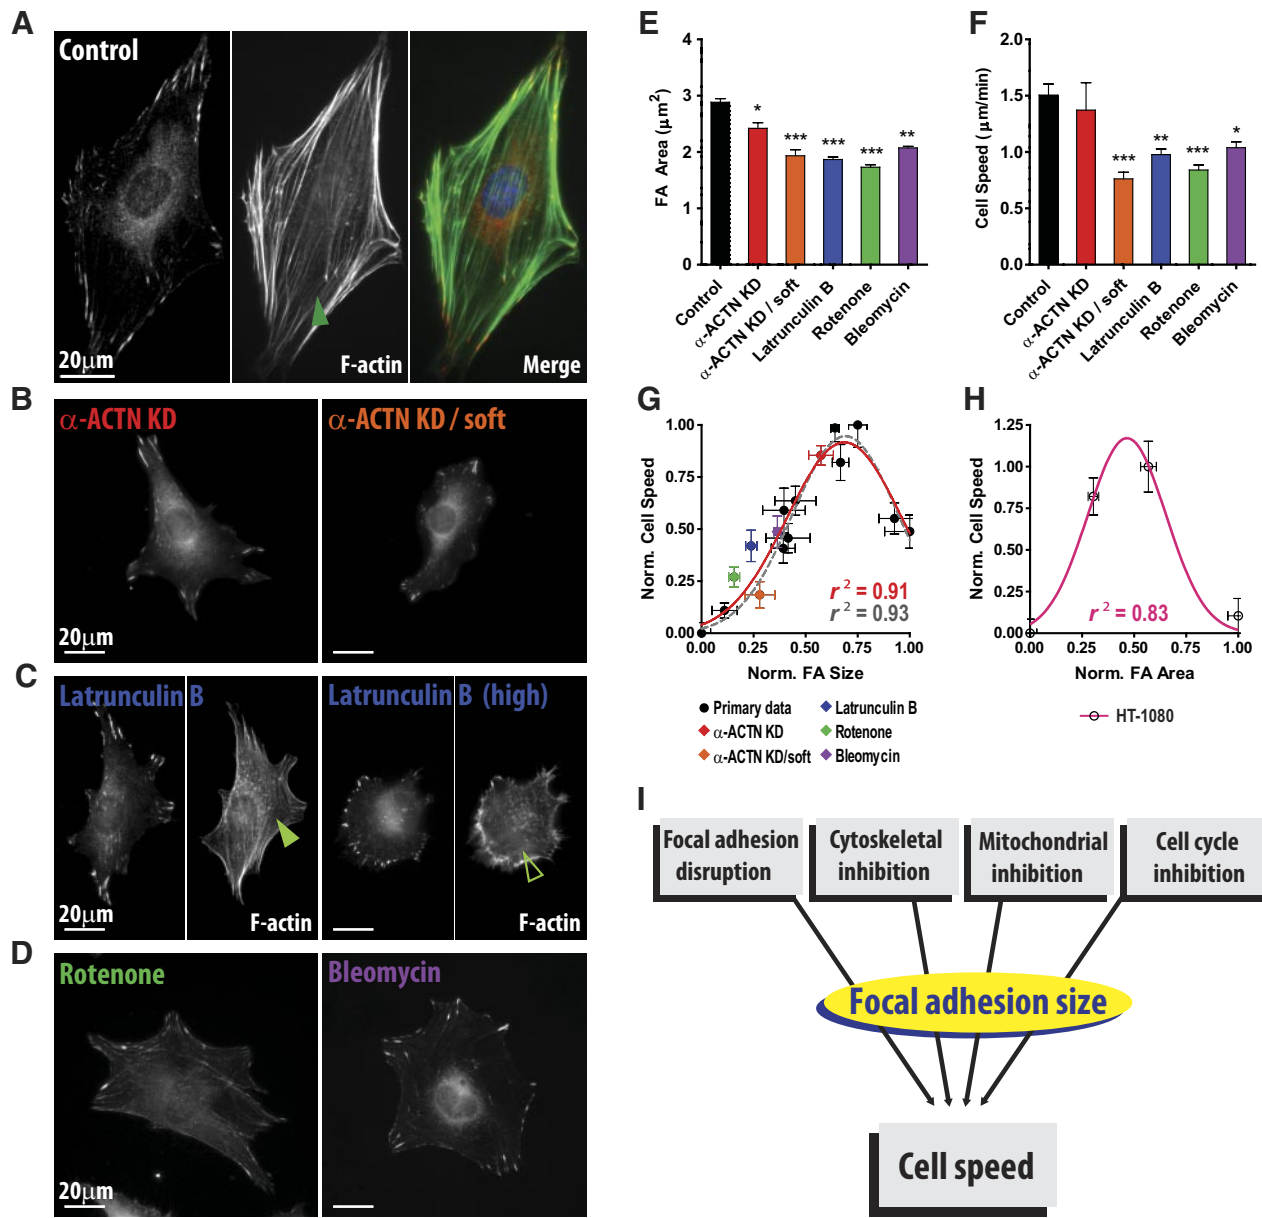 A
Control
20μm
F-actin
Merge
B
α-ACTN KD
α-ACTN KD / soft
20μm
C
Latrunculin B
Latrunculin B (high)
20μm
F-actin
F-actin
D
Rotenone
Bleomycin
20μm
E
FA Area (μm²)
4
3
2
1
0
*
***
***
***
**
Control
α-ACTN KD
α-ACTN KD / soft
Latrunculin B
Rotenone
Bleomycin
F
Cell Speed (μm/min)
2.0
1.5
1.0
0.5
0.0
***
**
***
*
Control
α-ACTN KD
α-ACTN KD / soft
Latrunculin B
Rotenone
Bleomycin
G
Norm. Cell Speed
1.00
0.75
0.50
0.25
0.00
r² = 0.91
r² = 0.93
0.00 0.25 0.50 0.75 1.00
Norm. FA Size
Primary data
α-ACTN KD
α-ACTN KD/soft
Latrunculin B
Rotenone
Bleomycin
H
Norm. Cell Speed
1.25
1.00
0.75
0.50
0.25
0.00
r² = 0.83
0.00 0.25 0.50 0.75 1.00
Norm. FA Area
HT-1080
I
Focal adhesion
disruption
Cytoskeletal
inhibition
Mitochondrial
inhibition
Cell cycle
inhibition
Focal adhesion size
Cell speed